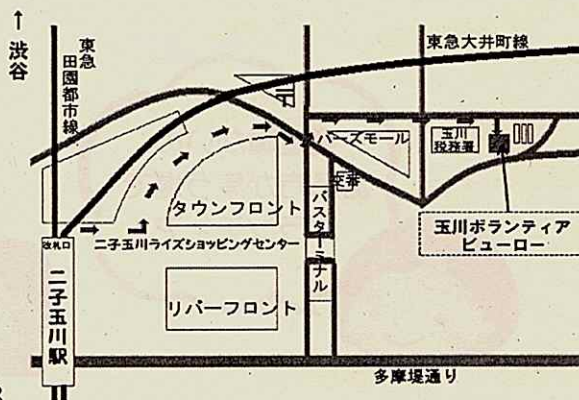 ↑
渋谷
東急
田園都市線
東急大井町線
バーズモール
玉川
税務署
交番
タウンフロント
バスターミナル
玉川ボランティア
ビューロー
改札口
二子玉川ライズショッピングセンター
二子玉川駅
リバーフロント
多摩堤通り